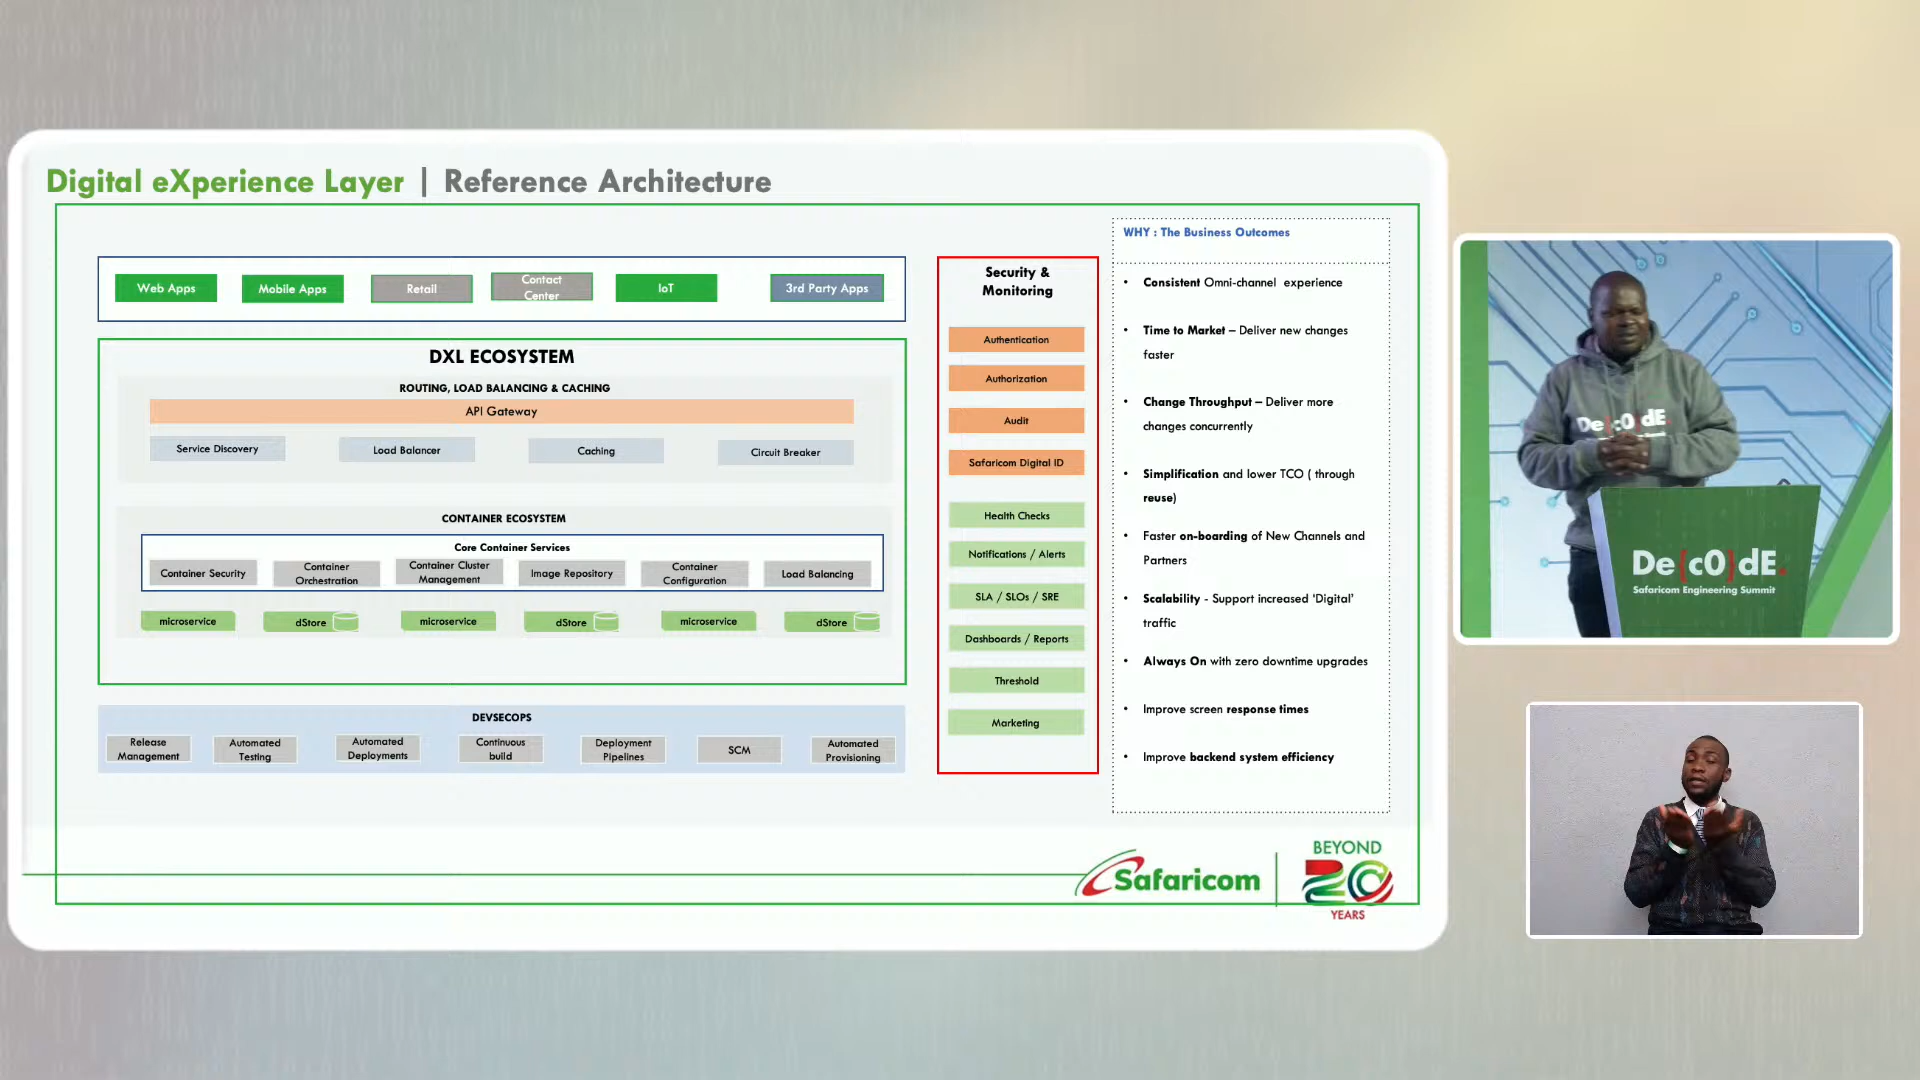 Digital eXperience Layer | Reference Architecture
Web Apps
Mobile Apps
Retail
Contact
Center
IoT
3rd Party Apps
DXL ECOSYSTEM
ROUTING, LOAD BALANCING & CACHING
API Gateway
Service Discovery
Load Balancer
Caching
Circuit Breaker
CONTAINER ECOSYSTEM
Core Container Services
Container Security
Container
Orchestration
Container Cluster
Management
Image Repository
Container
Configuration
Load Balancing
microservice
dStore
microservice
dStore
microservice
dStore
DEVSECOPS
Release
Management
Automated
Testing
Automated
Deployments
Continuous
build
Deployment
Pipelines
SCM
Automated
Provisioning
Security &
Monitoring
Authentication
Authorization
Audit
Safaricom Digital ID
Health Checks
Notifications / Alerts
SLA / SLOs / SRE
Dashboards / Reports
Threshold
Marketing
WHY : The Business Outcomes
• Consistent Omni-channel experience
• Time to Market – Deliver new changes
faster
• Change Throughput – Deliver more
changes concurrently
• Simplification and lower TCO ( through
reuse)
• Faster on-boarding of New Channels and
Partners
• Scalability - Support increased ‘Digital’
traffic
• Always On with zero downtime upgrades
• Improve screen response times
• Improve backend system efficiency
Safaricom
BEYOND
20
YEARS
De[c0]dE.
De[c0]dE.
Safaricom Engineering Summit